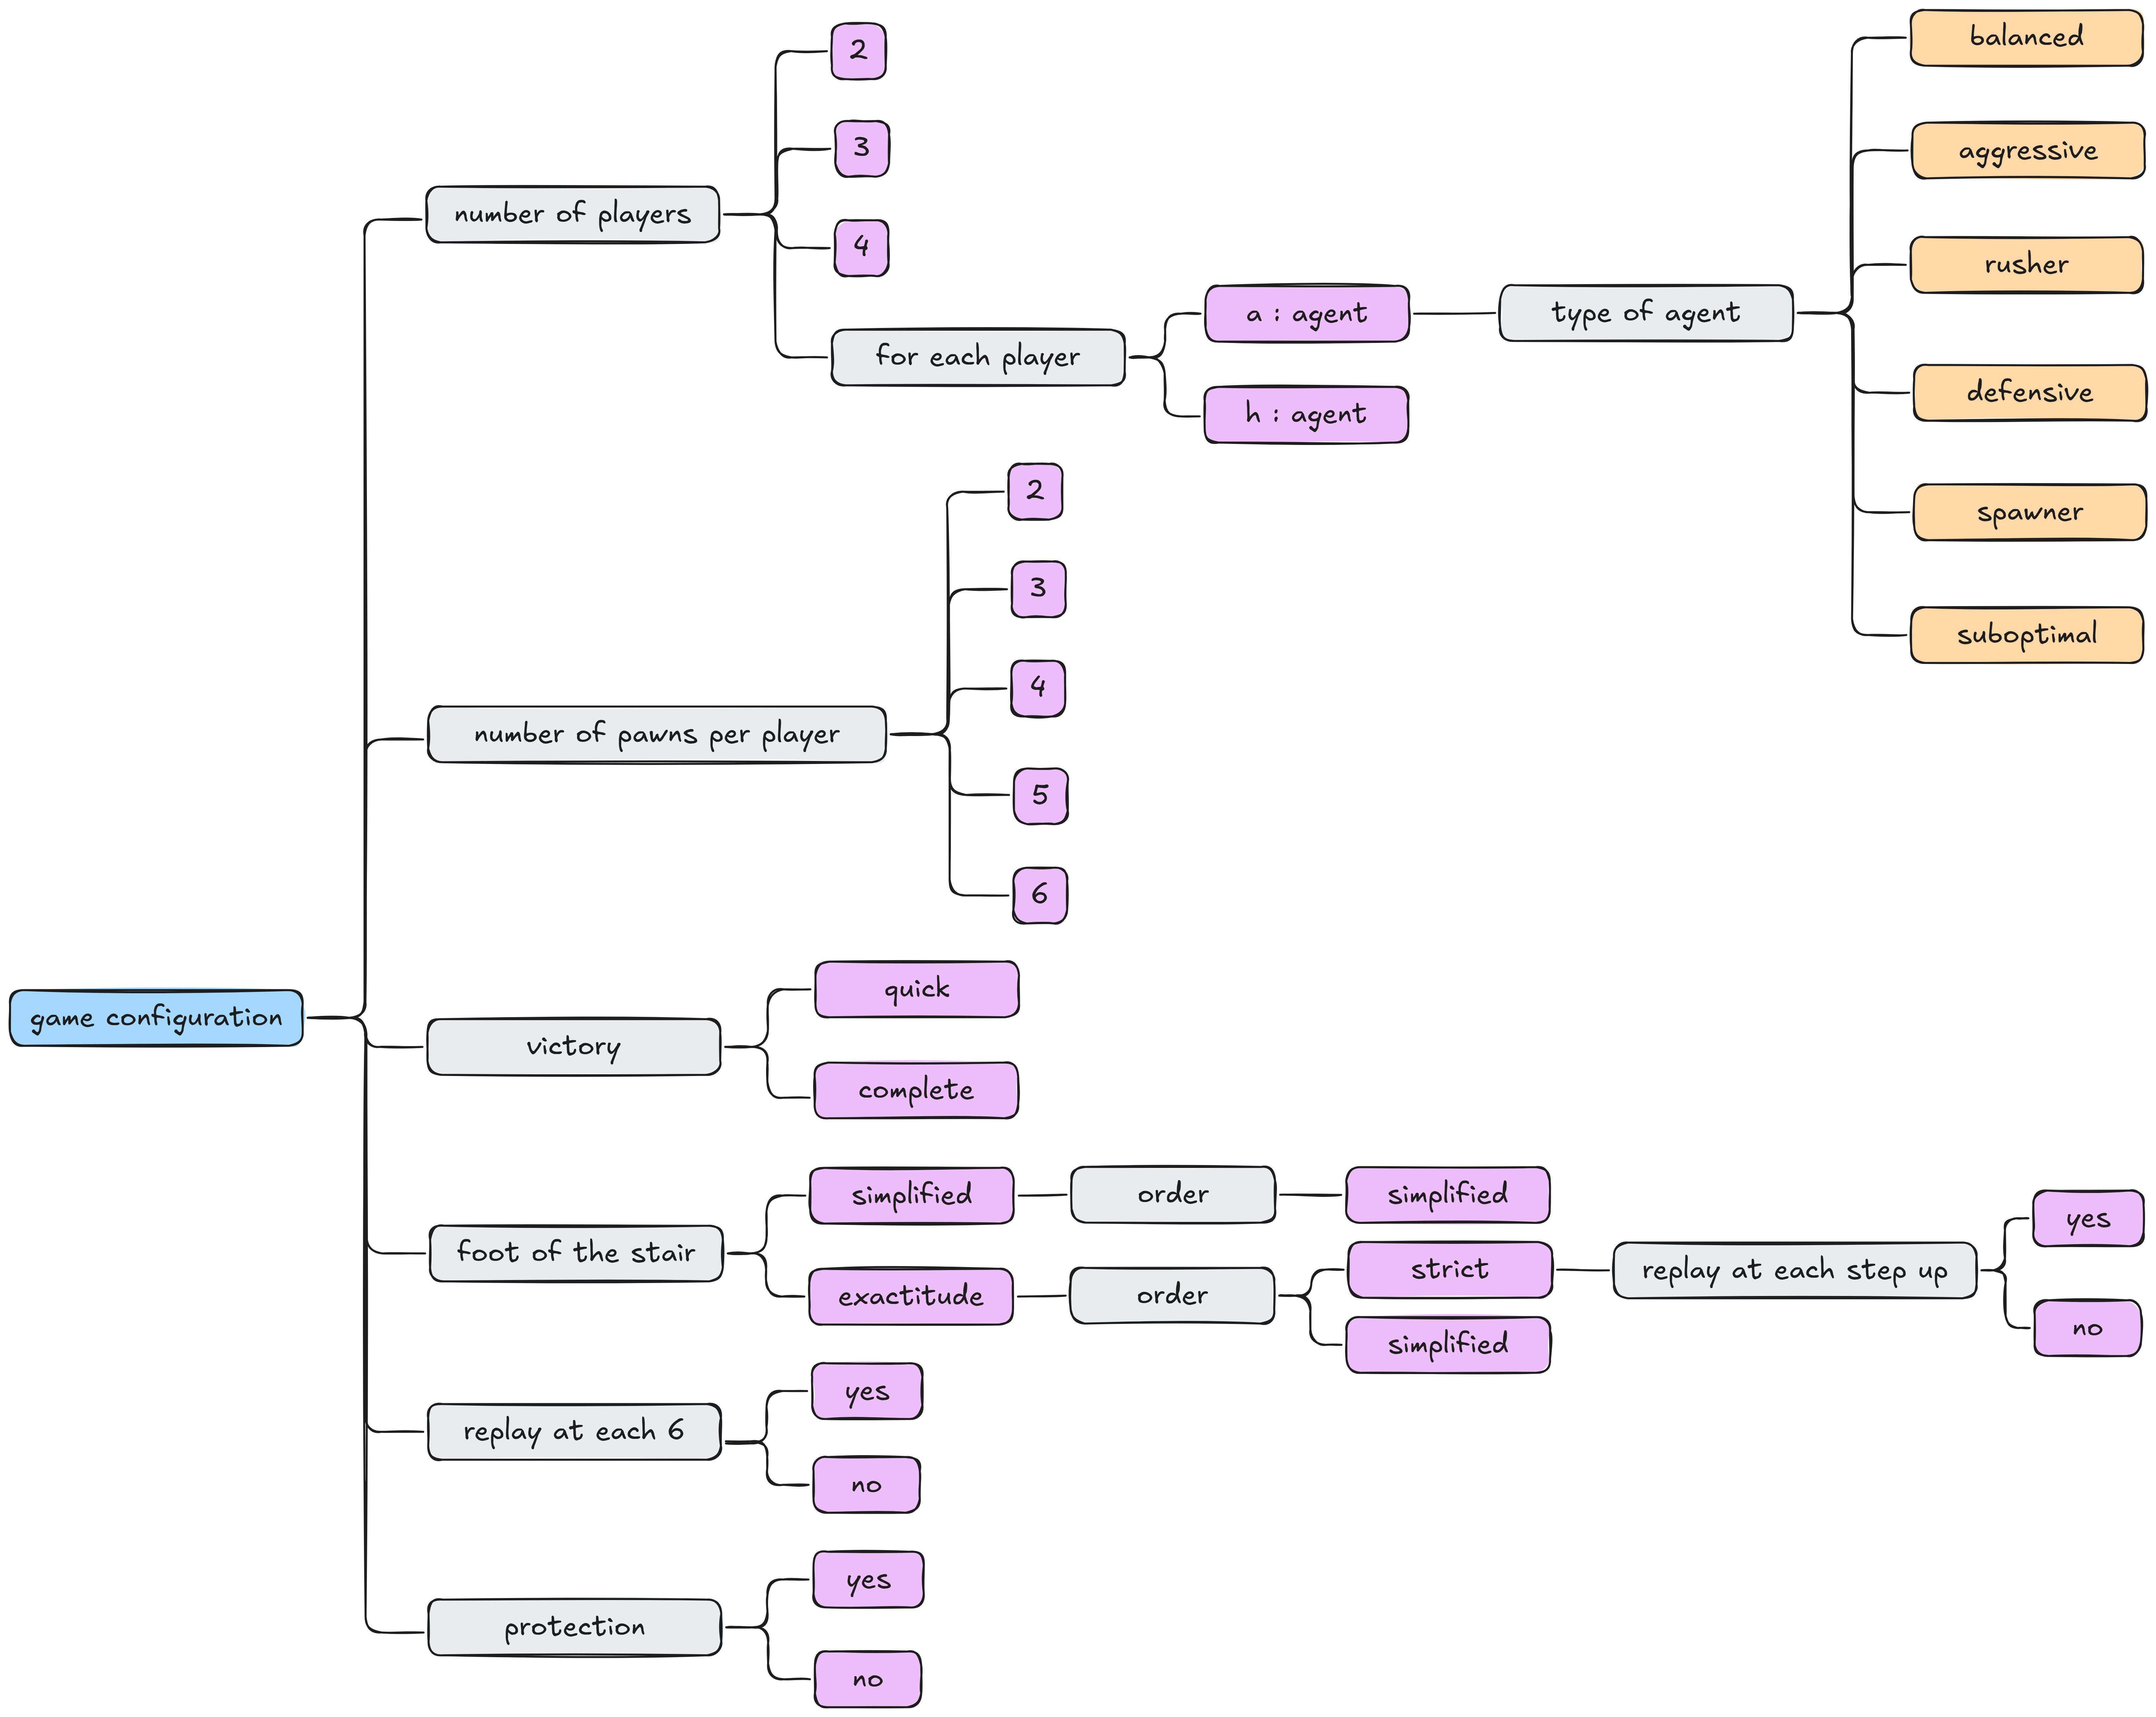 game configuration
number of players
2
3
4
for each player
a : agent
type of agent
balanced
aggressive
rusher
defensive
spawner
suboptimal
h : agent
number of pawns per player
2
3
4
5
6
victory
quick
complete
foot of the stair
simplified
order
simplified
exactitude
order
strict
replay at each step up
yes
no
simplified
replay at each 6
yes
no
protection
yes
no